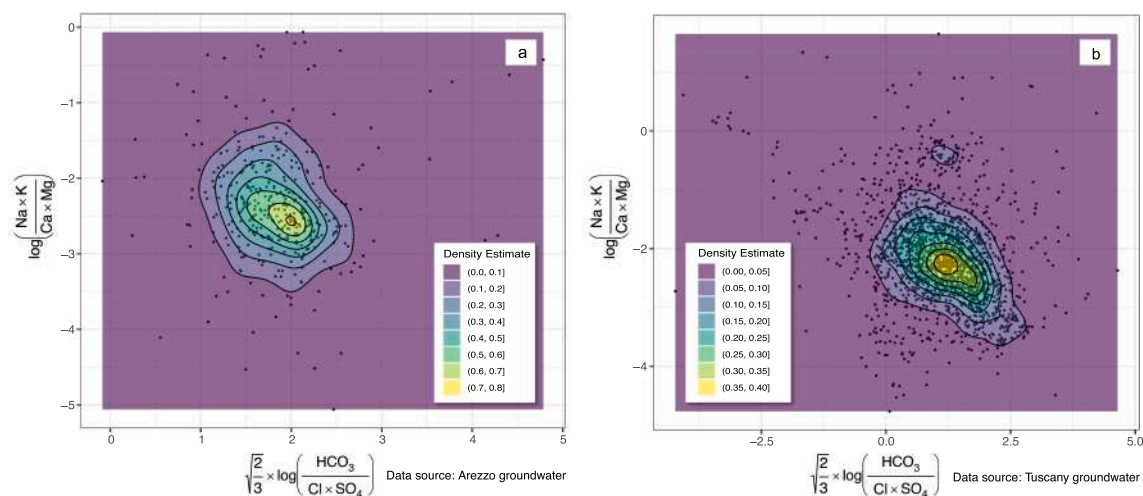 a
0
−1
−2
−3
−4
−5
0 1 2 3 4 5
log(Na × K / Ca × Mg)
√2/3 × log(HCO3 / Cl × SO4)
Data source: Arezzo groundwater
Density Estimate
(0.0, 0.1]
(0.1, 0.2]
(0.2, 0.3]
(0.3, 0.4]
(0.4, 0.5]
(0.5, 0.6]
(0.6, 0.7]
(0.7, 0.8]
b
0
−2
−4
−2.5 0.0 2.5 5.0
log(Na × K / Ca × Mg)
√2/3 × log(HCO3 / Cl × SO4)
Data source: Tuscany groundwater
Density Estimate
(0.00, 0.05]
(0.05, 0.10]
(0.10, 0.15]
(0.15, 0.20]
(0.20, 0.25]
(0.25, 0.30]
(0.30, 0.35]
(0.35, 0.40]